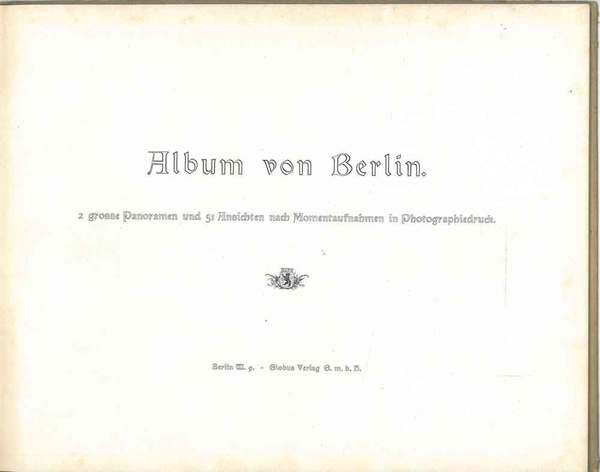 Album von Berlin.
2 grosse Panoramen und 51 Ansichten nach Momentaufnahmen in Photographiedruck.
Berlin W. 9. - Globus Verlag G. m. b. H.